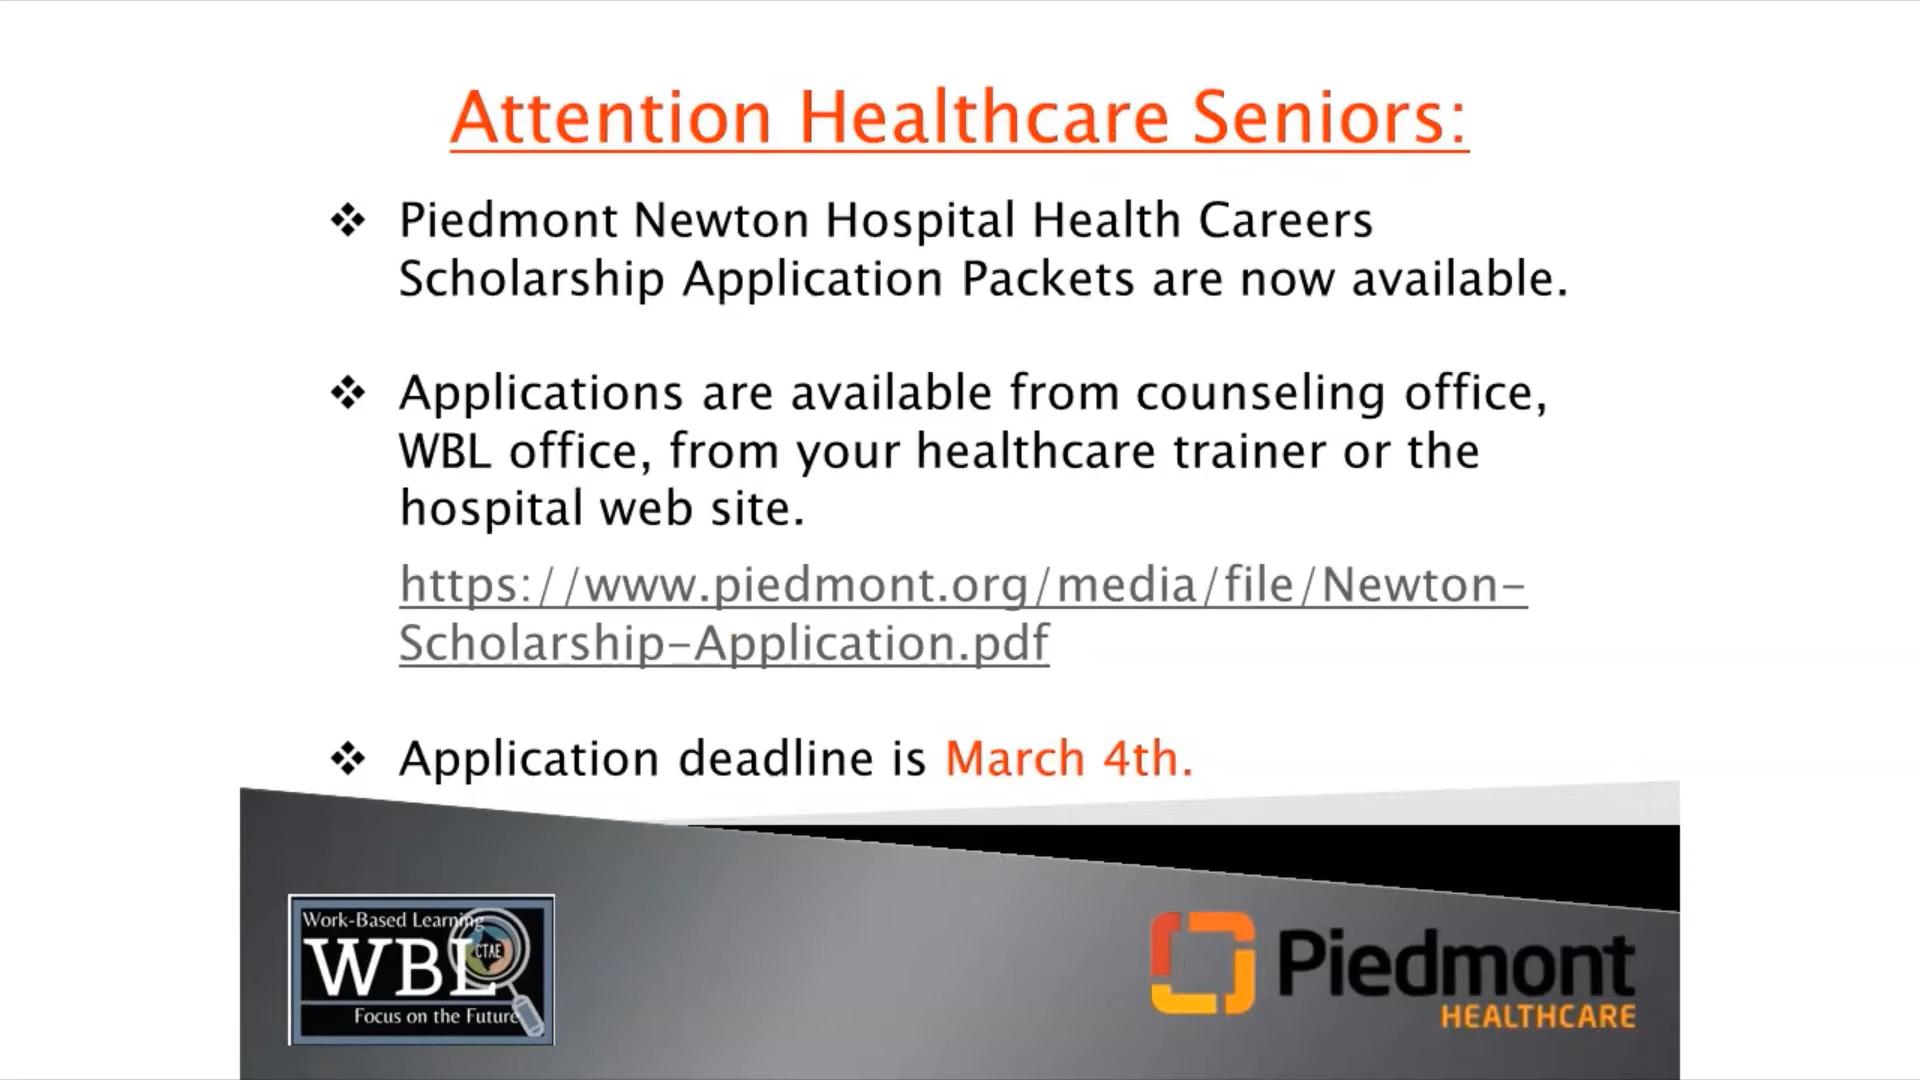 Attention Healthcare Seniors:
❖ Piedmont Newton Hospital Health Careers
Scholarship Application Packets are now available.
❖ Applications are available from counseling office,
WBL office, from your healthcare trainer or the
hospital web site.
https://www.piedmont.org/media/file/Newton-
Scholarship-Application.pdf
❖ Application deadline is March 4th.
Work-Based Learning
WBL
CTAE
Focus on the Future
Piedmont
HEALTHCARE